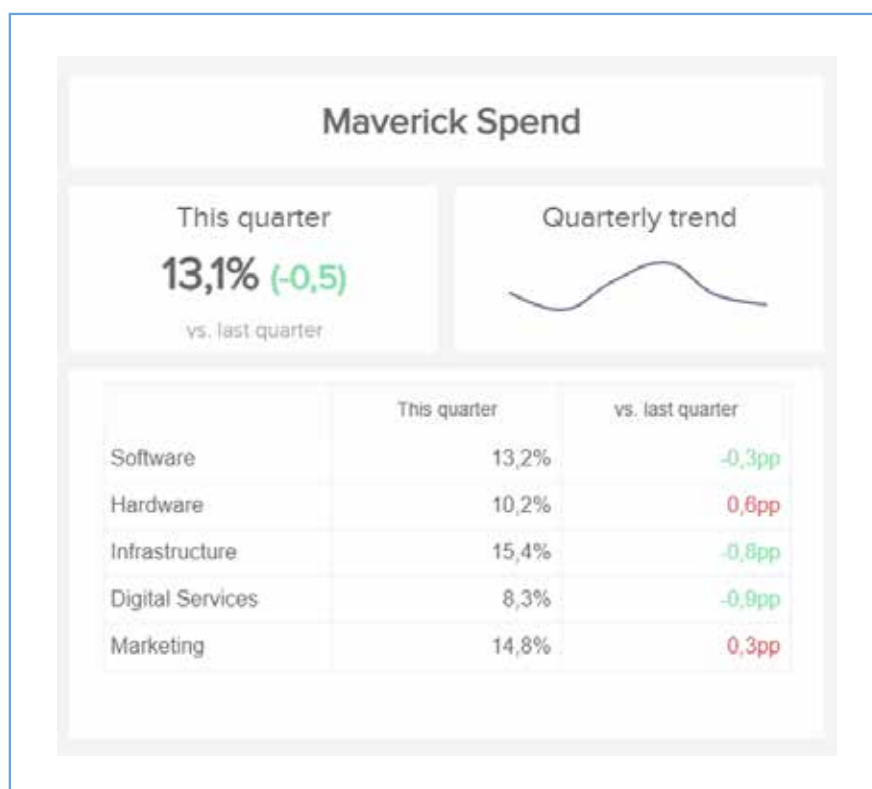 Maverick Spend
This quarter
13,1% (-0,5)
vs. last quarter
Quarterly trend
This quarter vs. last quarter
Software 13,2% -0,3pp
Hardware 10,2% 0,6pp
Infrastructure 15,4% -0,8pp
Digital Services 8,3% -0,9pp
Marketing 14,8% 0,3pp